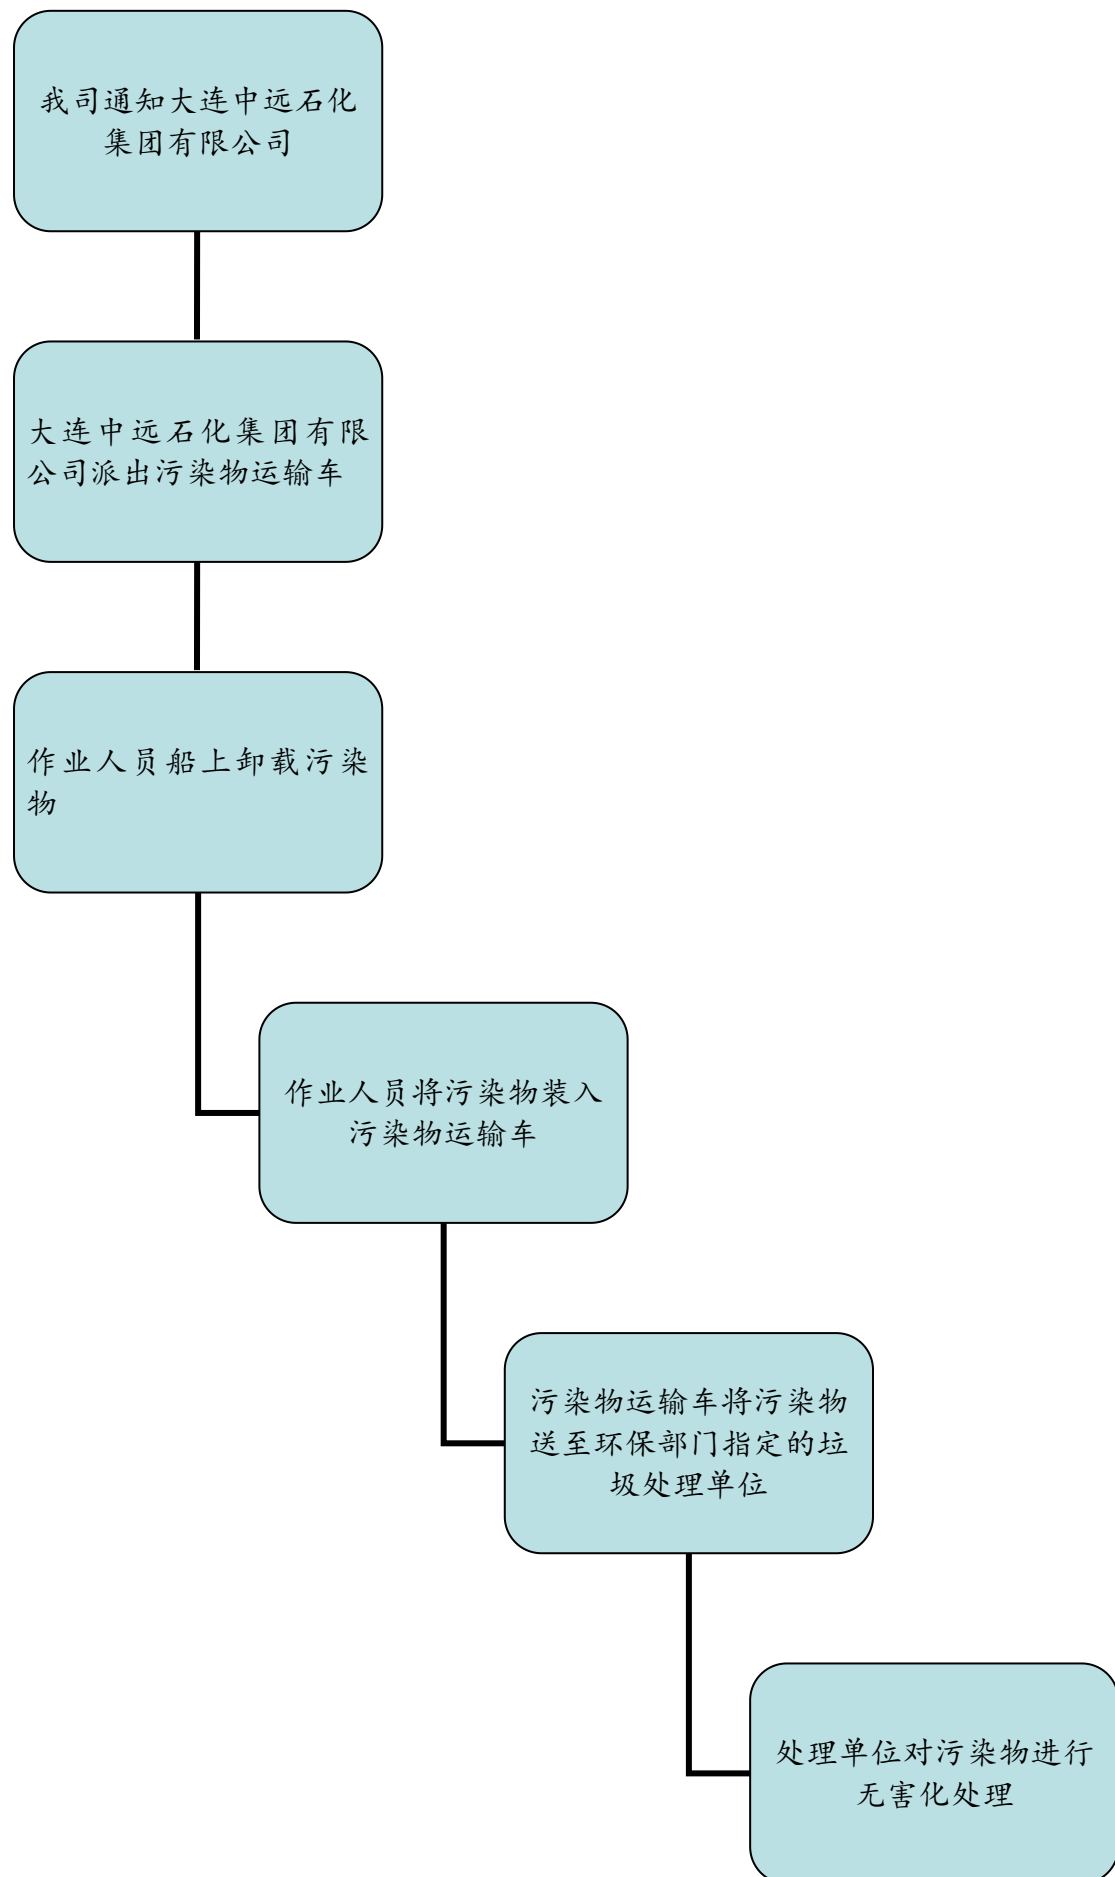 我司通知大连中远石化
集团有限公司
大连中远石化集团有限
公司派出污染物运输车
作业人员船上卸载污染
物
作业人员将污染物装入
污染物运输车
污染物运输车将污染物
送至环保部门指定的垃
圾处理单位
处理单位对污染物进行
无害化处理